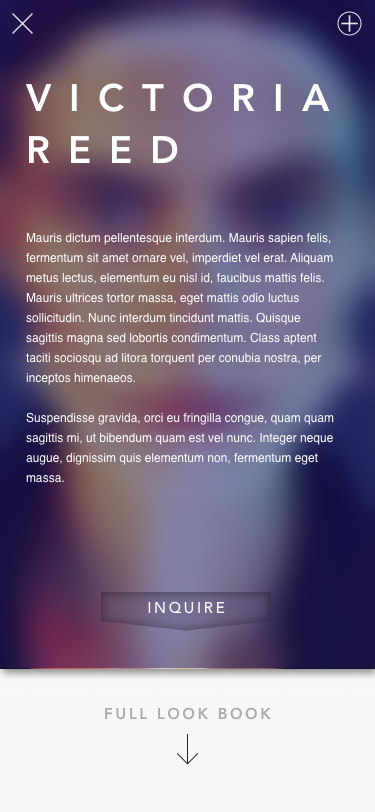 VICTORIA
REED
Mauris dictum pellentesque interdum. Mauris sapien felis,
fermentum sit amet ornare vel, imperdiet vel erat. Aliquam
metus lectus, elementum eu nisl id, faucibus mattis felis.
Mauris ultrices tortor massa, eget mattis odio luctus
sollicitudin. Nunc interdum tincidunt mattis. Quisque
sagittis magna sed lobortis condimentum. Class aptent
taciti sociosqu ad litora torquent per conubia nostra, per
inceptos himenaeos.
Suspendisse gravida, orci eu fringilla congue, quam quam
sagittis mi, ut bibendum quam est vel nunc. Integer neque
augue, dignissim quis elementum non, fermentum eget
massa.
INQUIRE
FULL LOOK BOOK